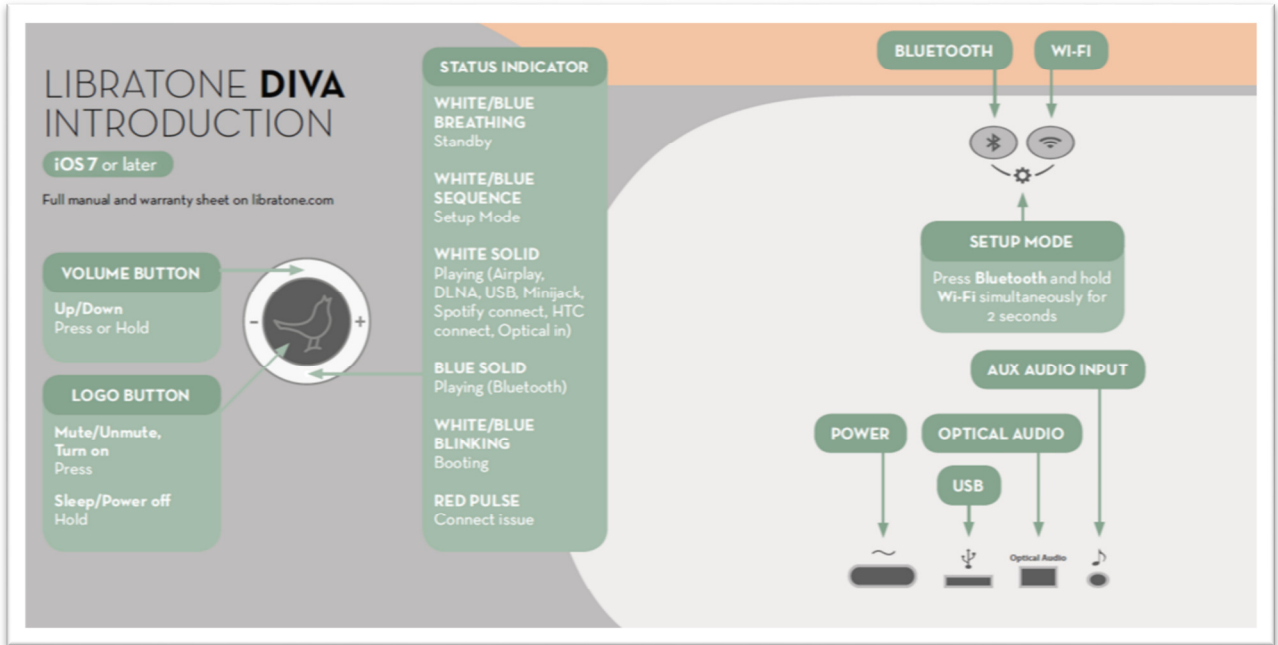 LIBRATONE DIVA
INTRODUCTION
iOS 7 or later
Full manual and warranty sheet on libratone.com
VOLUME BUTTON
Up/Down
Press or Hold
LOGO BUTTON
Mute/Unmute,
Turn on
Press
Sleep/Power off
Hold
- +
STATUS INDICATOR
WHITE/BLUE
BREATHING
Standby
WHITE/BLUE
SEQUENCE
Setup Mode
WHITE SOLID
Playing (Airplay,
DLNA, USB, Minijack,
Spotify connect, HTC
connect, Optical in)
BLUE SOLID
Playing (Bluetooth)
WHITE/BLUE
BLINKING
Booting
RED PULSE
Connect issue
BLUETOOTH
WI-FI
SETUP MODE
Press Bluetooth and hold
Wi-Fi simultaneously for
2 seconds
AUX AUDIO INPUT
POWER
OPTICAL AUDIO
USB
Optical Audio